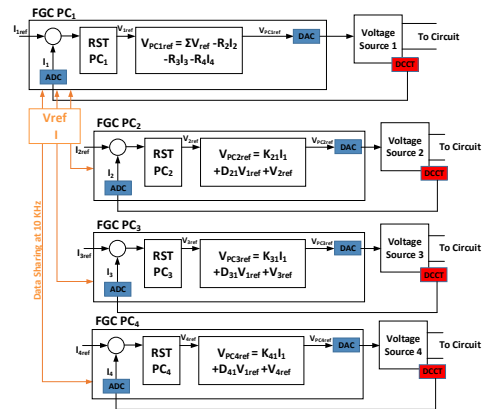 FGC PC1
I1ref
I1
ADC
RST
PC1
V1ref
VPC1ref = ΣVref -R2I2
-R3I3 -R4I4
VPC1ref
DAC
Voltage
Source 1
To Circuit
DCCT
Vref
I
Data Sharing at 10 KHz
FGC PC2
I2ref
I2
ADC
RST
PC2
V2ref
VPC2ref = K21I1
+D21V1ref +V2ref
VPC2ref
DAC
Voltage
Source 2
To Circuit
DCCT
FGC PC3
I3ref
I3
ADC
RST
PC3
V3ref
VPC3ref = K31I1
+D31V1ref +V3ref
VPC3ref
DAC
Voltage
Source 3
To Circuit
DCCT
FGC PC4
I4ref
I4
ADC
RST
PC4
V4ref
VPC4ref = K41I1
+D41V1ref +V4ref
VPC4ref
DAC
Voltage
Source 4
To Circuit
DCCT